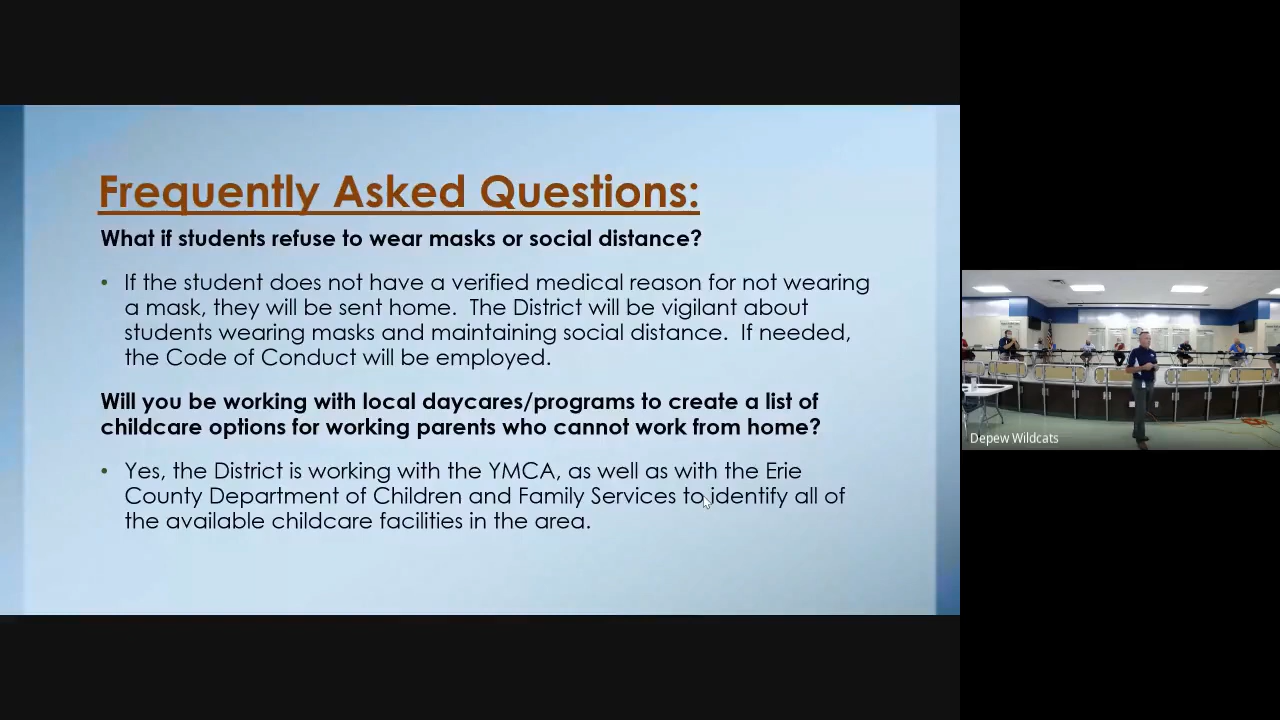 Frequently Asked Questions:
What if students refuse to wear masks or social distance?
• If the student does not have a verified medical reason for not wearing
a mask, they will be sent home.  The District will be vigilant about
students wearing masks and maintaining social distance.  If needed,
the Code of Conduct will be employed.
Will you be working with local daycares/programs to create a list of
childcare options for working parents who cannot work from home?
• Yes, the District is working with the YMCA, as well as with the Erie
County Department of Children and Family Services to identify all of
the available childcare facilities in the area.
Depew Wildcats